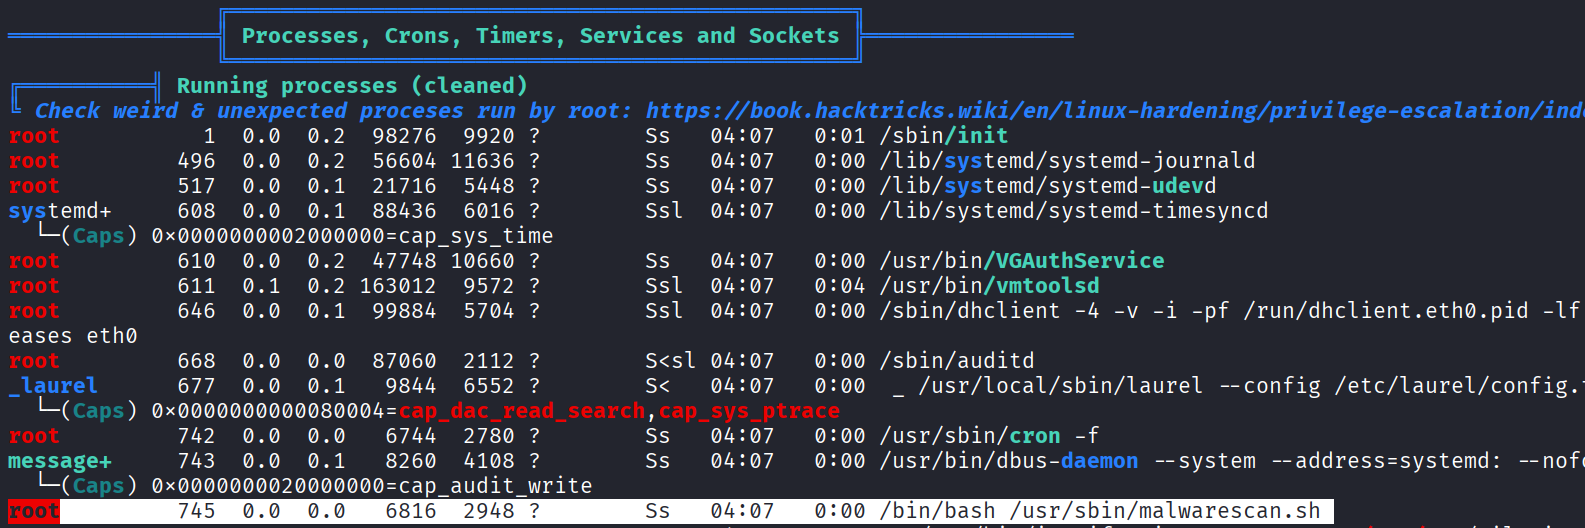 Processes, Crons, Timers, Services and Sockets
Running processes (cleaned)
Check weird & unexpected proceses run by root: https://book.hacktricks.wiki/en/linux-hardening/privilege-escalation/inde
root 1 0.0 0.2 98276 9920 ? Ss 04:07 0:01 /sbin/init
root 496 0.0 0.2 56604 11636 ? Ss 04:07 0:00 /lib/systemd/systemd-journald
root 517 0.0 0.1 21716 5448 ? Ss 04:07 0:00 /lib/systemd/systemd-udevd
systemd+ 608 0.0 0.1 88436 6016 ? Ssl 04:07 0:00 /lib/systemd/systemd-timesyncd
└─(Caps) 0×0000000002000000=cap_sys_time
root 610 0.0 0.2 47748 10660 ? Ss 04:07 0:00 /usr/bin/VGAuthService
root 611 0.1 0.2 163012 9572 ? Ssl 04:07 0:04 /usr/bin/vmtoolsd
root 646 0.0 0.1 99884 5704 ? Ssl 04:07 0:00 /sbin/dhclient -4 -v -i -pf /run/dhclient.eth0.pid -lf
eases eth0
root 668 0.0 0.0 87060 2112 ? S<sl 04:07 0:00 /sbin/auditd
_laurel 677 0.0 0.1 9844 6552 ? S< 04:07 0:00 _ /usr/local/sbin/laurel --config /etc/laurel/config.
└─(Caps) 0×0000000000080004=cap_dac_read_search,cap_sys_ptrace
root 742 0.0 0.0 6744 2780 ? Ss 04:07 0:00 /usr/sbin/cron -f
message+ 743 0.0 0.1 8260 4108 ? Ss 04:07 0:00 /usr/bin/dbus-daemon --system --address=systemd: --nofo
└─(Caps) 0×0000000020000000=cap_audit_write
root 745 0.0 0.0 6816 2948 ? Ss 04:07 0:00 /bin/bash /usr/sbin/malwarescan.sh